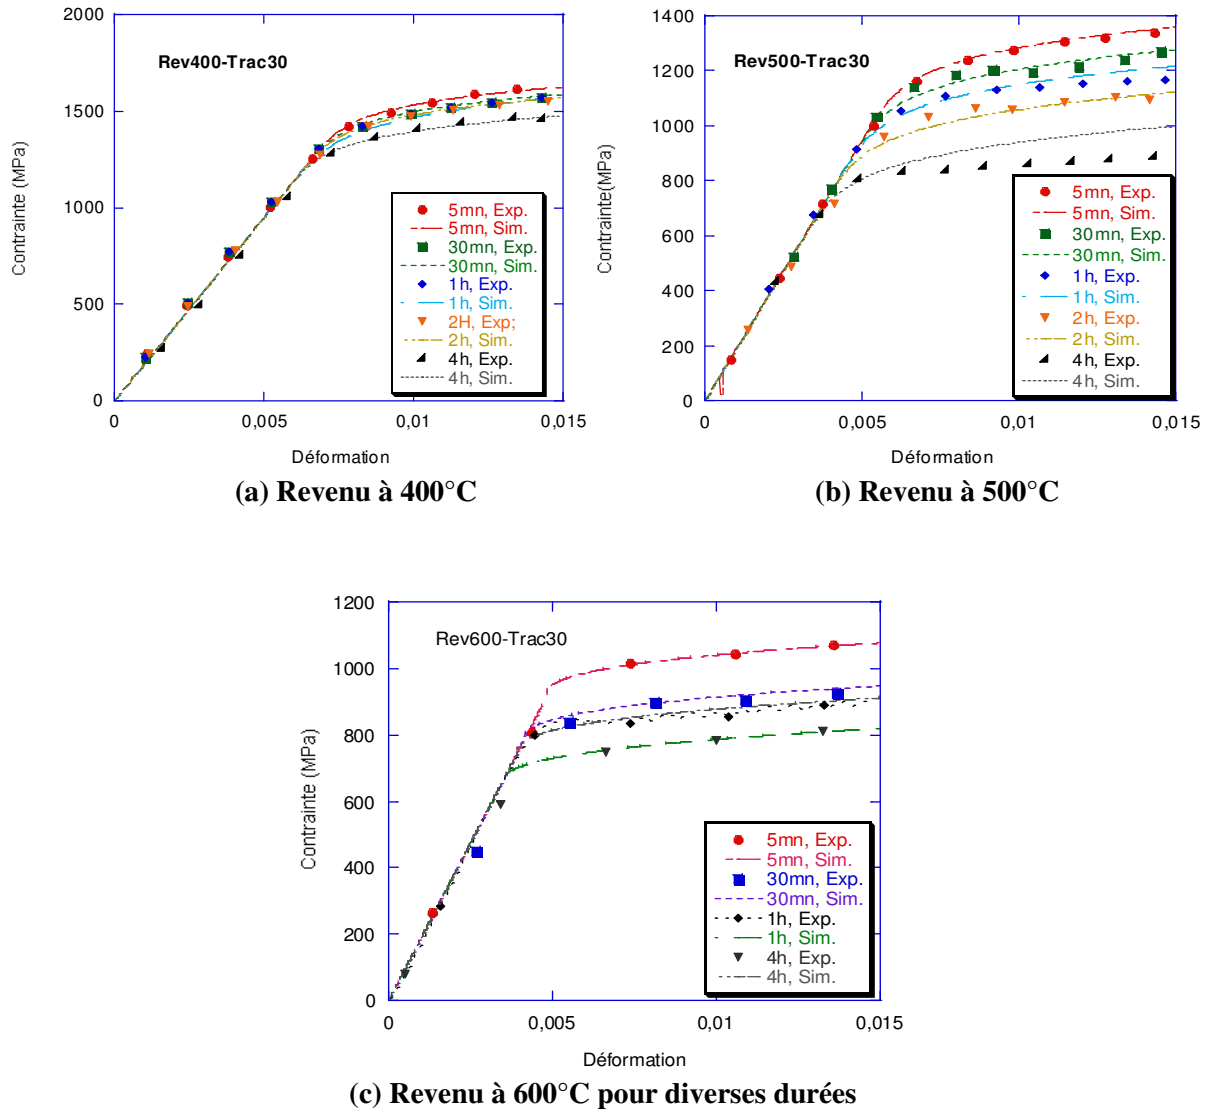 2000
1500
1000
500
0
Contrainte (MPa)
Rev400-Trac30
5mn, Exp.
5mn, Sim.
30mn, Exp.
30mn, Sim.
1h, Exp.
1h, Sim.
2H, Exp;
2h, Sim.
4h, Exp.
4h, Sim.
0
0,005
0,01
0,015
Déformation
(a) Revenu à 400°C
1400
1200
1000
800
600
400
200
0
Contrainte(MPa)
Rev500-Trac30
5mn, Exp.
5mn, Sim.
30mn, Exp.
30mn, Sim.
1h, Exp.
1h, Sim.
2h, Exp.
2h, Sim.
4h, Exp.
4h, Sim.
0
0,005
0,01
0,015
Déformation
(b) Revenu à 500°C
1200
1000
800
600
400
200
0
Contrainte (MPa)
Rev600-Trac30
5mn, Exp.
5mn, Sim.
30mn, Exp.
30mn, Sim.
1h, Exp.
1h, Sim.
4h, Exp.
4h, Sim.
0
0,005
0,01
0,015
Déformation
(c) Revenu à 600°C pour diverses durées